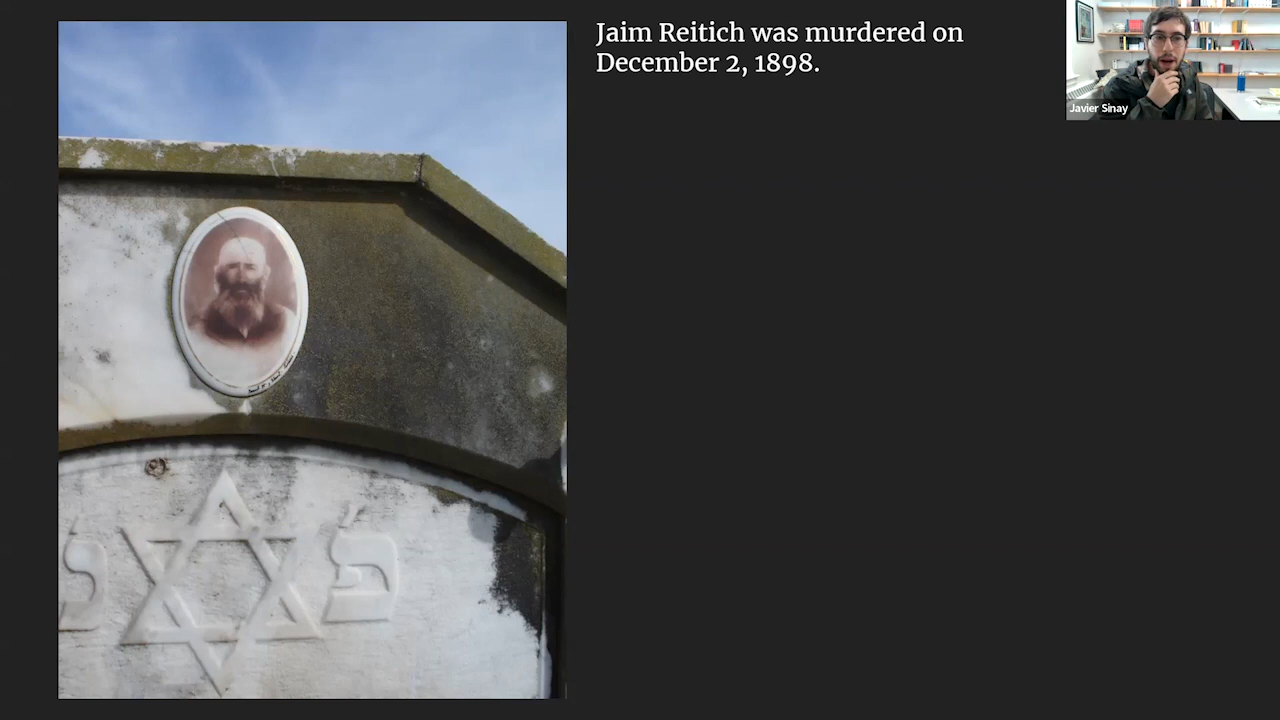 Jaim Reitich was murdered on
December 2, 1898.
Javier Sinay
פ׳ נ׳